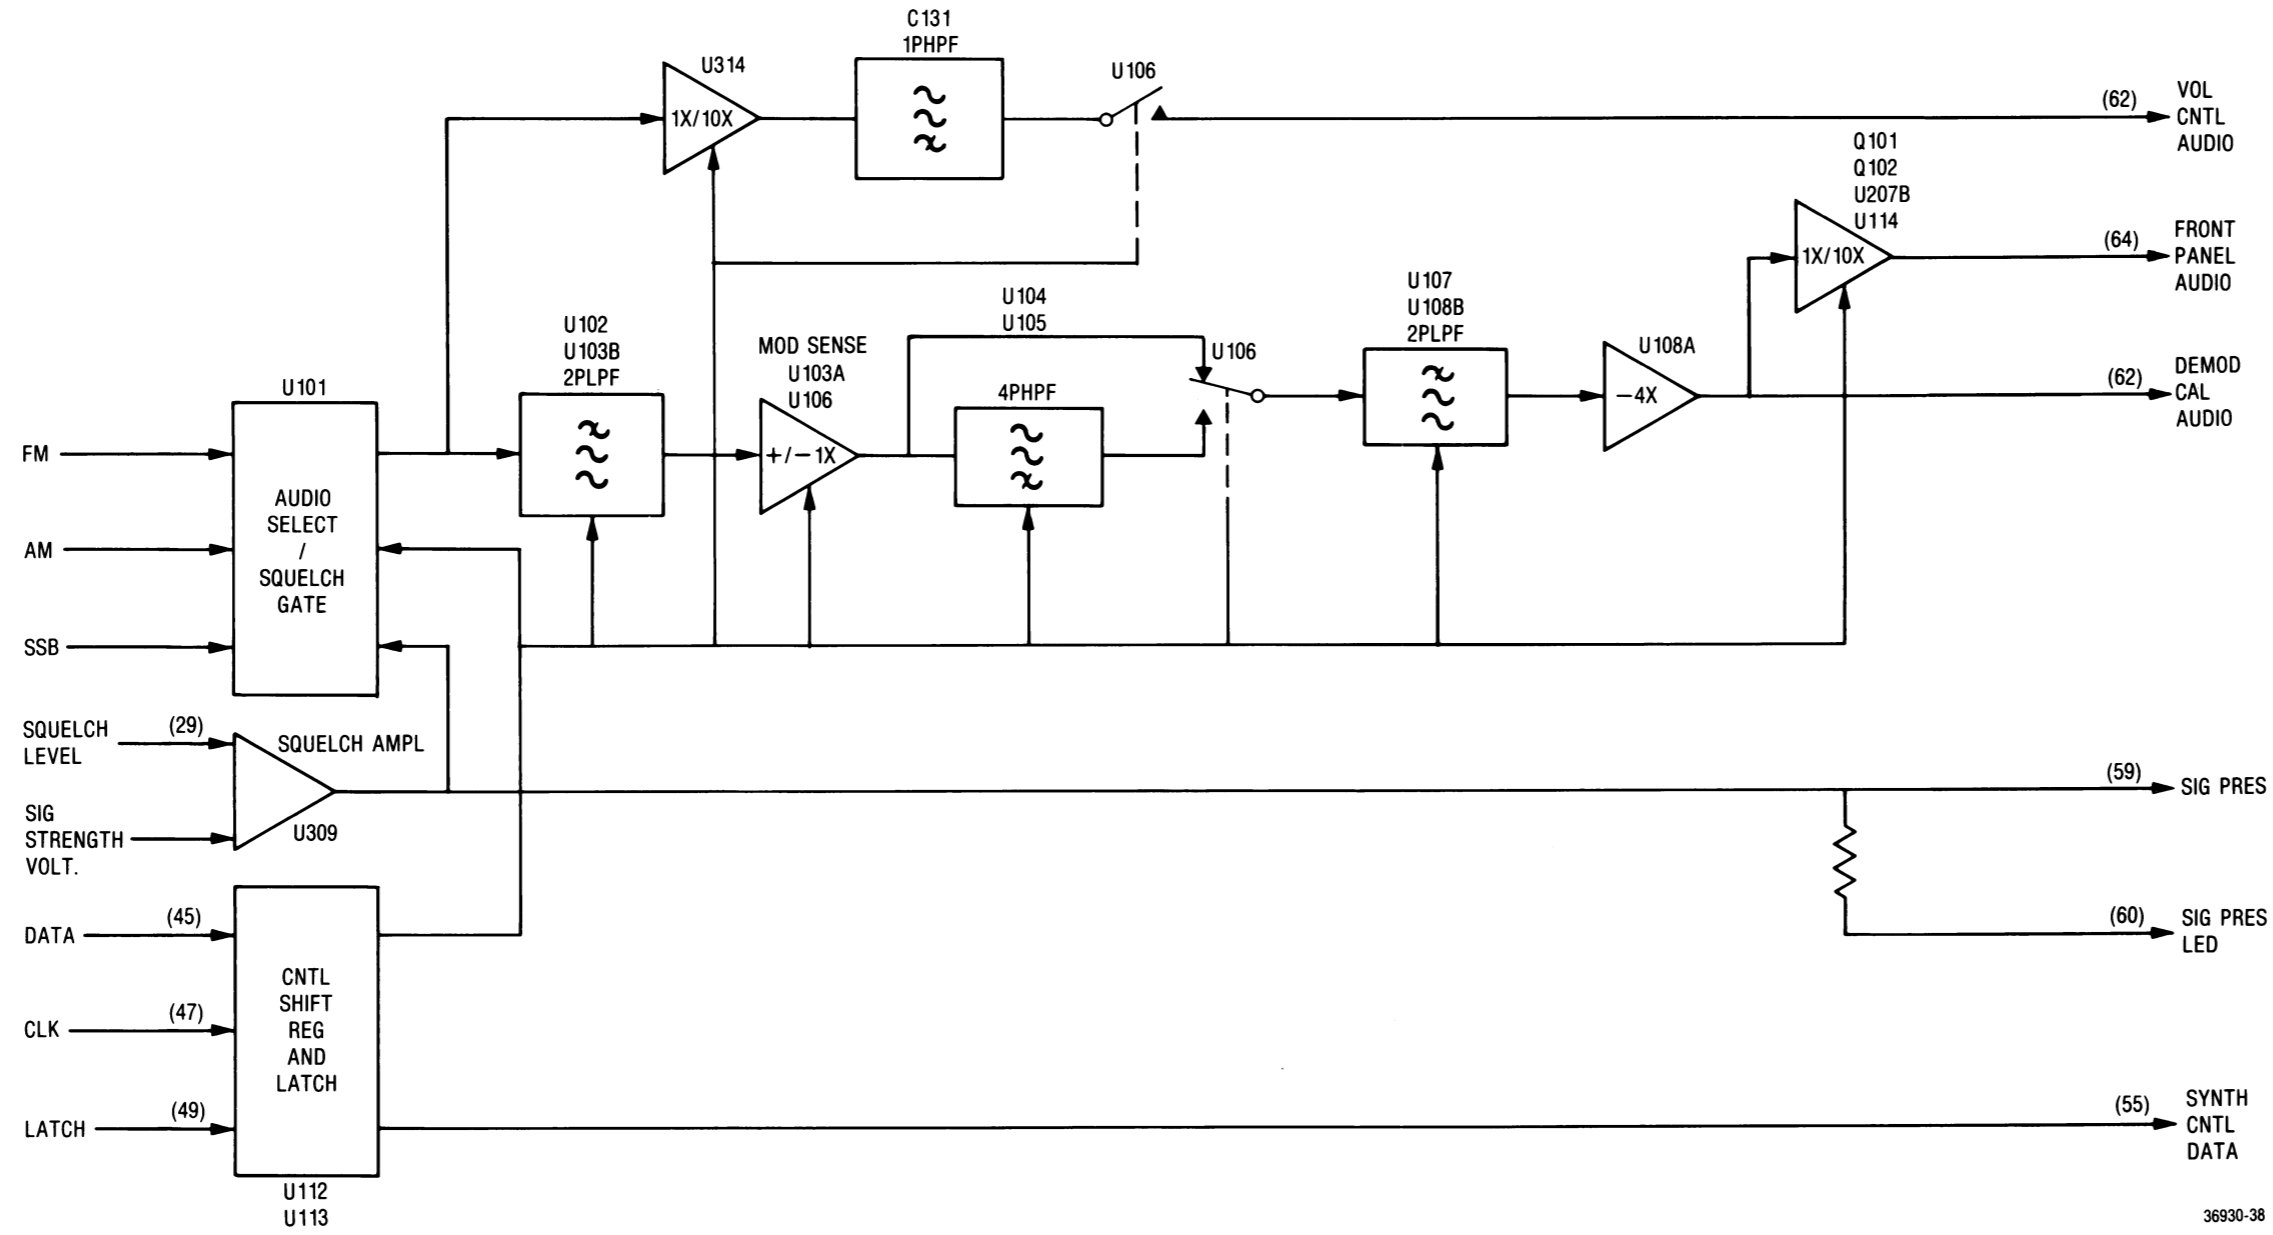 C131
1PHPF
U314
1X/10X
U106
(62)
VOL
CNTL
AUDIO
Q101
Q102
U207B
U114
1X/10X
(64)
FRONT
PANEL
AUDIO
U102
U103B
2PLPF
MOD SENSE
U103A
U106
+/-1X
U104
U105
4PHPF
U106
U107
U108B
2PLPF
U108A
-4X
(62)
DEMOD
CAL
AUDIO
U101
FM
AM
SSB
AUDIO
SELECT
/
SQUELCH
GATE
SQUELCH
LEVEL
(29)
SQUELCH AMPL
SIG
STRENGTH
VOLT.
U309
(59)
SIG PRES
(60)
SIG PRES
LED
DATA
(45)
CLK
(47)
LATCH
(49)
CNTL
SHIFT
REG
AND
LATCH
U112
U113
(55)
SYNTH
CNTL
DATA
36930-38